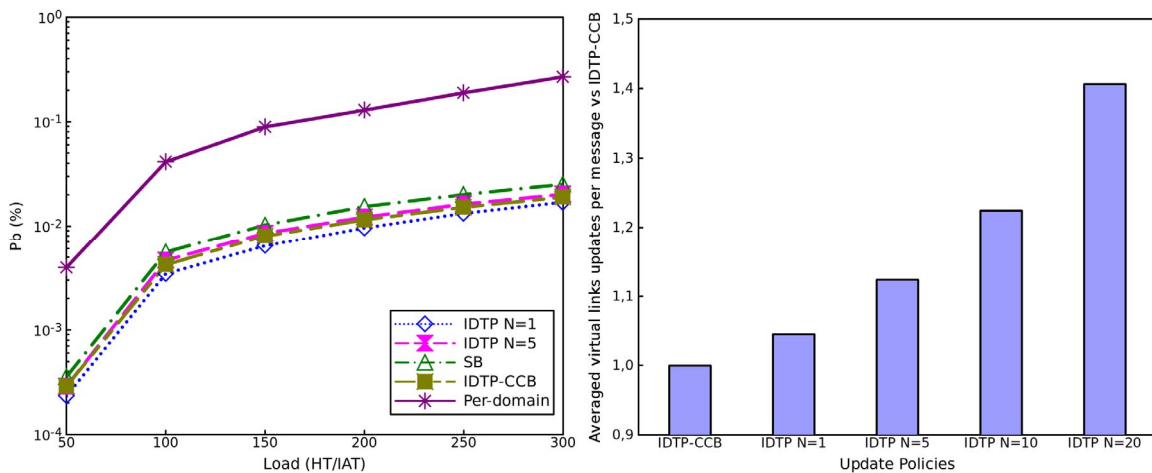 10^0
10^-1
10^-2
10^-3
10^-4
Pb (%)
50 100 150 200 250 300
Load (HT/IAT)
IDTP N=1
IDTP N=5
SB
IDTP-CCB
Per-domain
1,5
1,4
1,3
1,2
1,1
1,0
0,9
Averaged virtual links updates per message vs IDTP-CCB
IDTP-CCB IDTP N=1 IDTP N=5 IDTP N=10 IDTP N=20
Update Policies